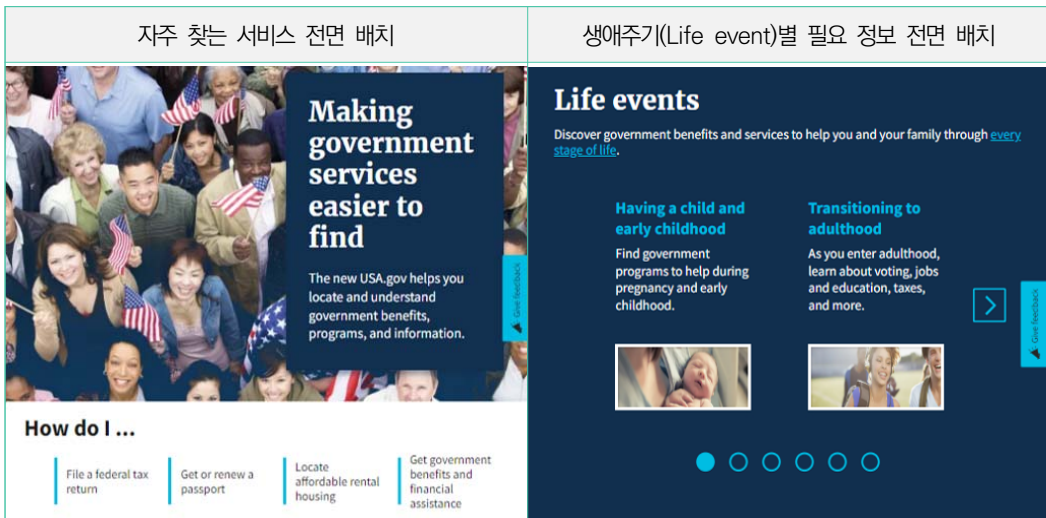 자주 찾는 서비스 전면 배치
생애주기(Life event)별 필요 정보 전면 배치
Making
government
services
easier to
find
The new USA.gov helps you
locate and understand
government benefits,
programs, and information.
Give feedback
How do I ...
File a federal tax
return
Get or renew a
passport
Locate
affordable rental
housing
Get government
benefits and
financial
assistance
Life events
Discover government benefits and services to help you and your family through every
stage of life.
Having a child and
early childhood
Find government
programs to help during
pregnancy and early
childhood.
Transitioning to
adulthood
As you enter adulthood,
learn about voting, jobs
and education, taxes,
and more.
Give feedback